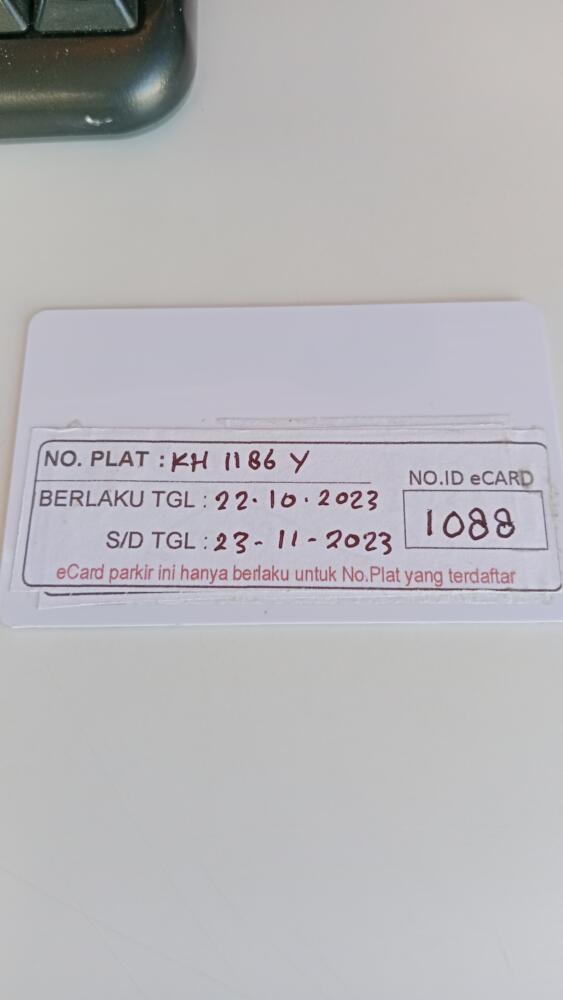 NO. PLAT : KH 1186 Y
NO.ID eCARD
BERLAKU TGL : 22.10.2023
1088
S/D TGL : 23-11-2023
eCard parkir ini hanya berlaku untuk No.Plat yang terdaftar